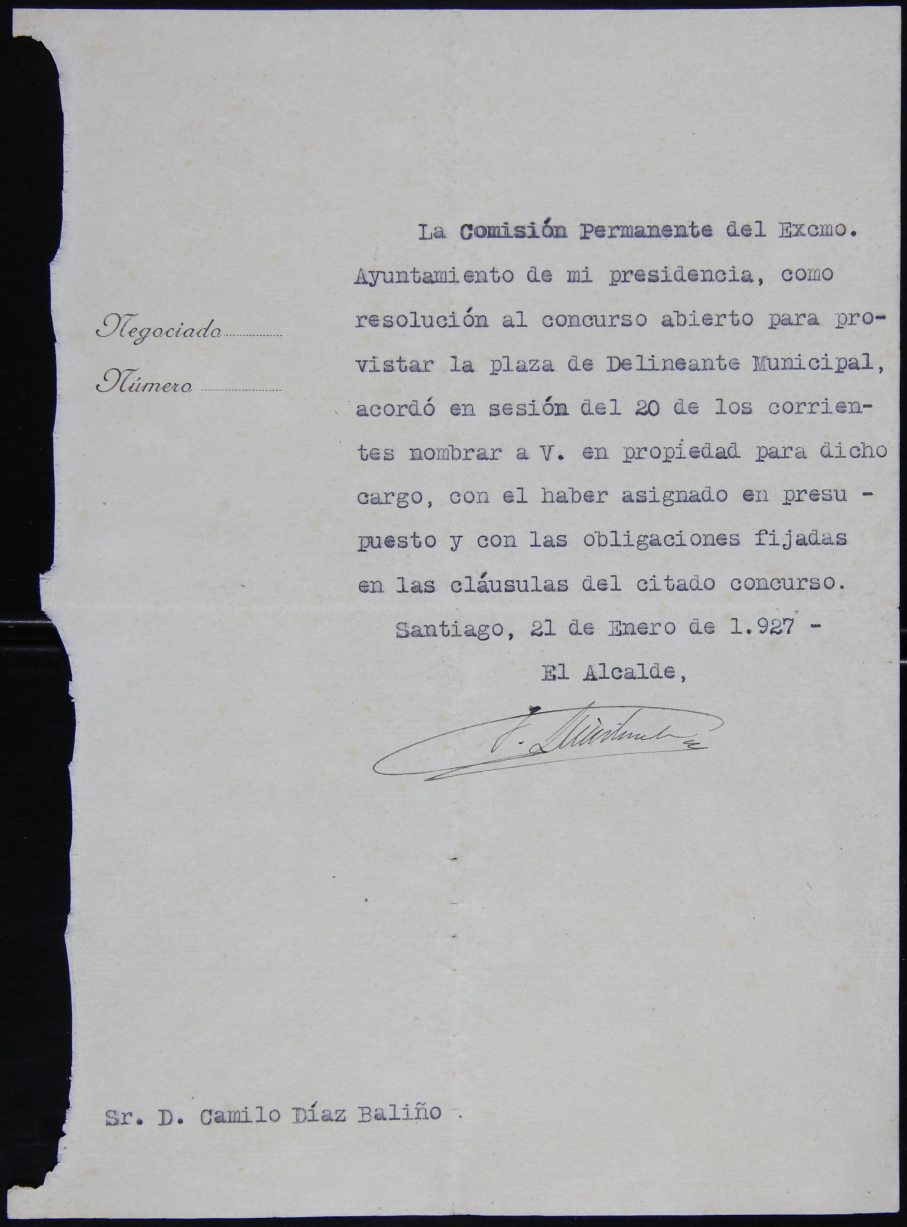 La Comisión Permanente del Excmo.
Ayuntamiento de mi presidencia, como
resolución al concurso abierto para pro-
vistar la plaza de Delineante Municipal,
acordó en sesión del 20 de los corrien-
tes nombrar a V. en propiedad para dicho
cargo, con el haber asignado en presu -
puesto y con las obligaciones fijadas
en las cláusulas del citado concurso.
Santiago, 21 de Enero de 1.927 -
El Alcalde,
Negociado
Número
Sr. D. Camilo Díaz Baliño .